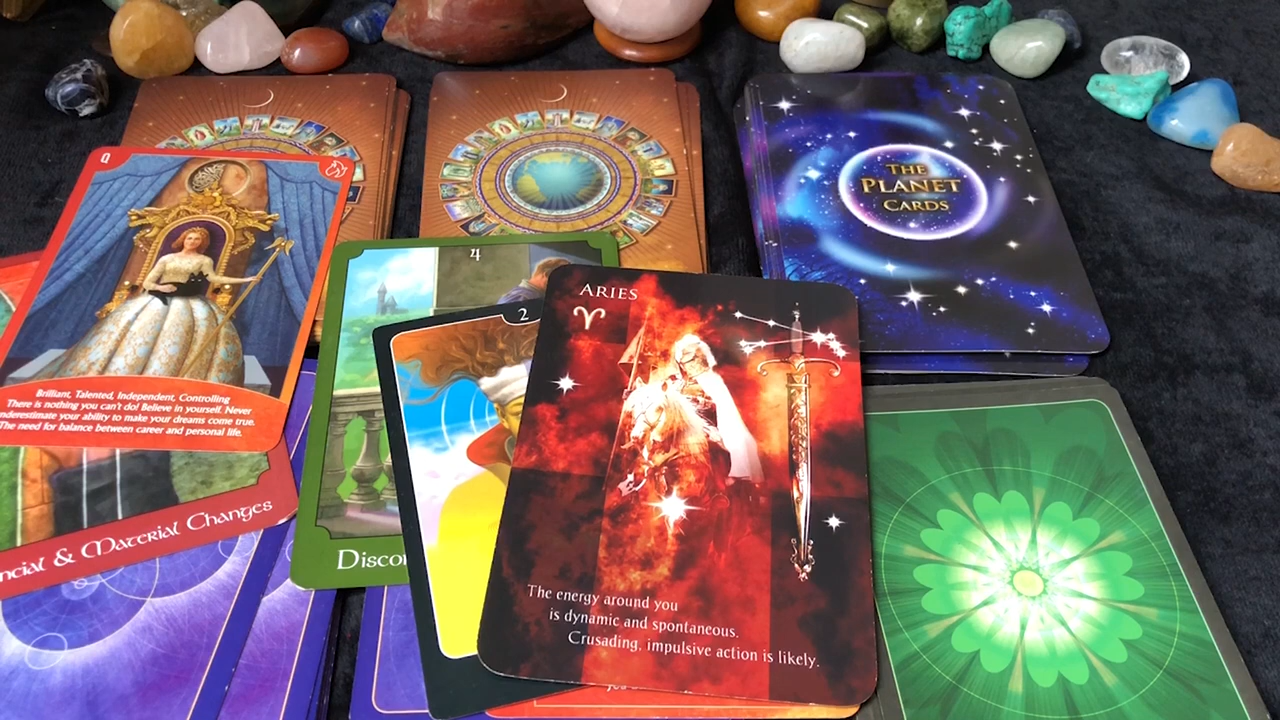 Q
Brilliant, Talented, Independent, Controlling
There is nothing you can't do! Believe in yourself. Never
underestimate your ability to make your dreams come true.
The need for balance between career and personal life.
ncial & Material Changes
4
Discon
2
ARIES
♈
The energy around you
is dynamic and spontaneous.
Crusading, impulsive action is likely.
THE
PLANET
CARDS